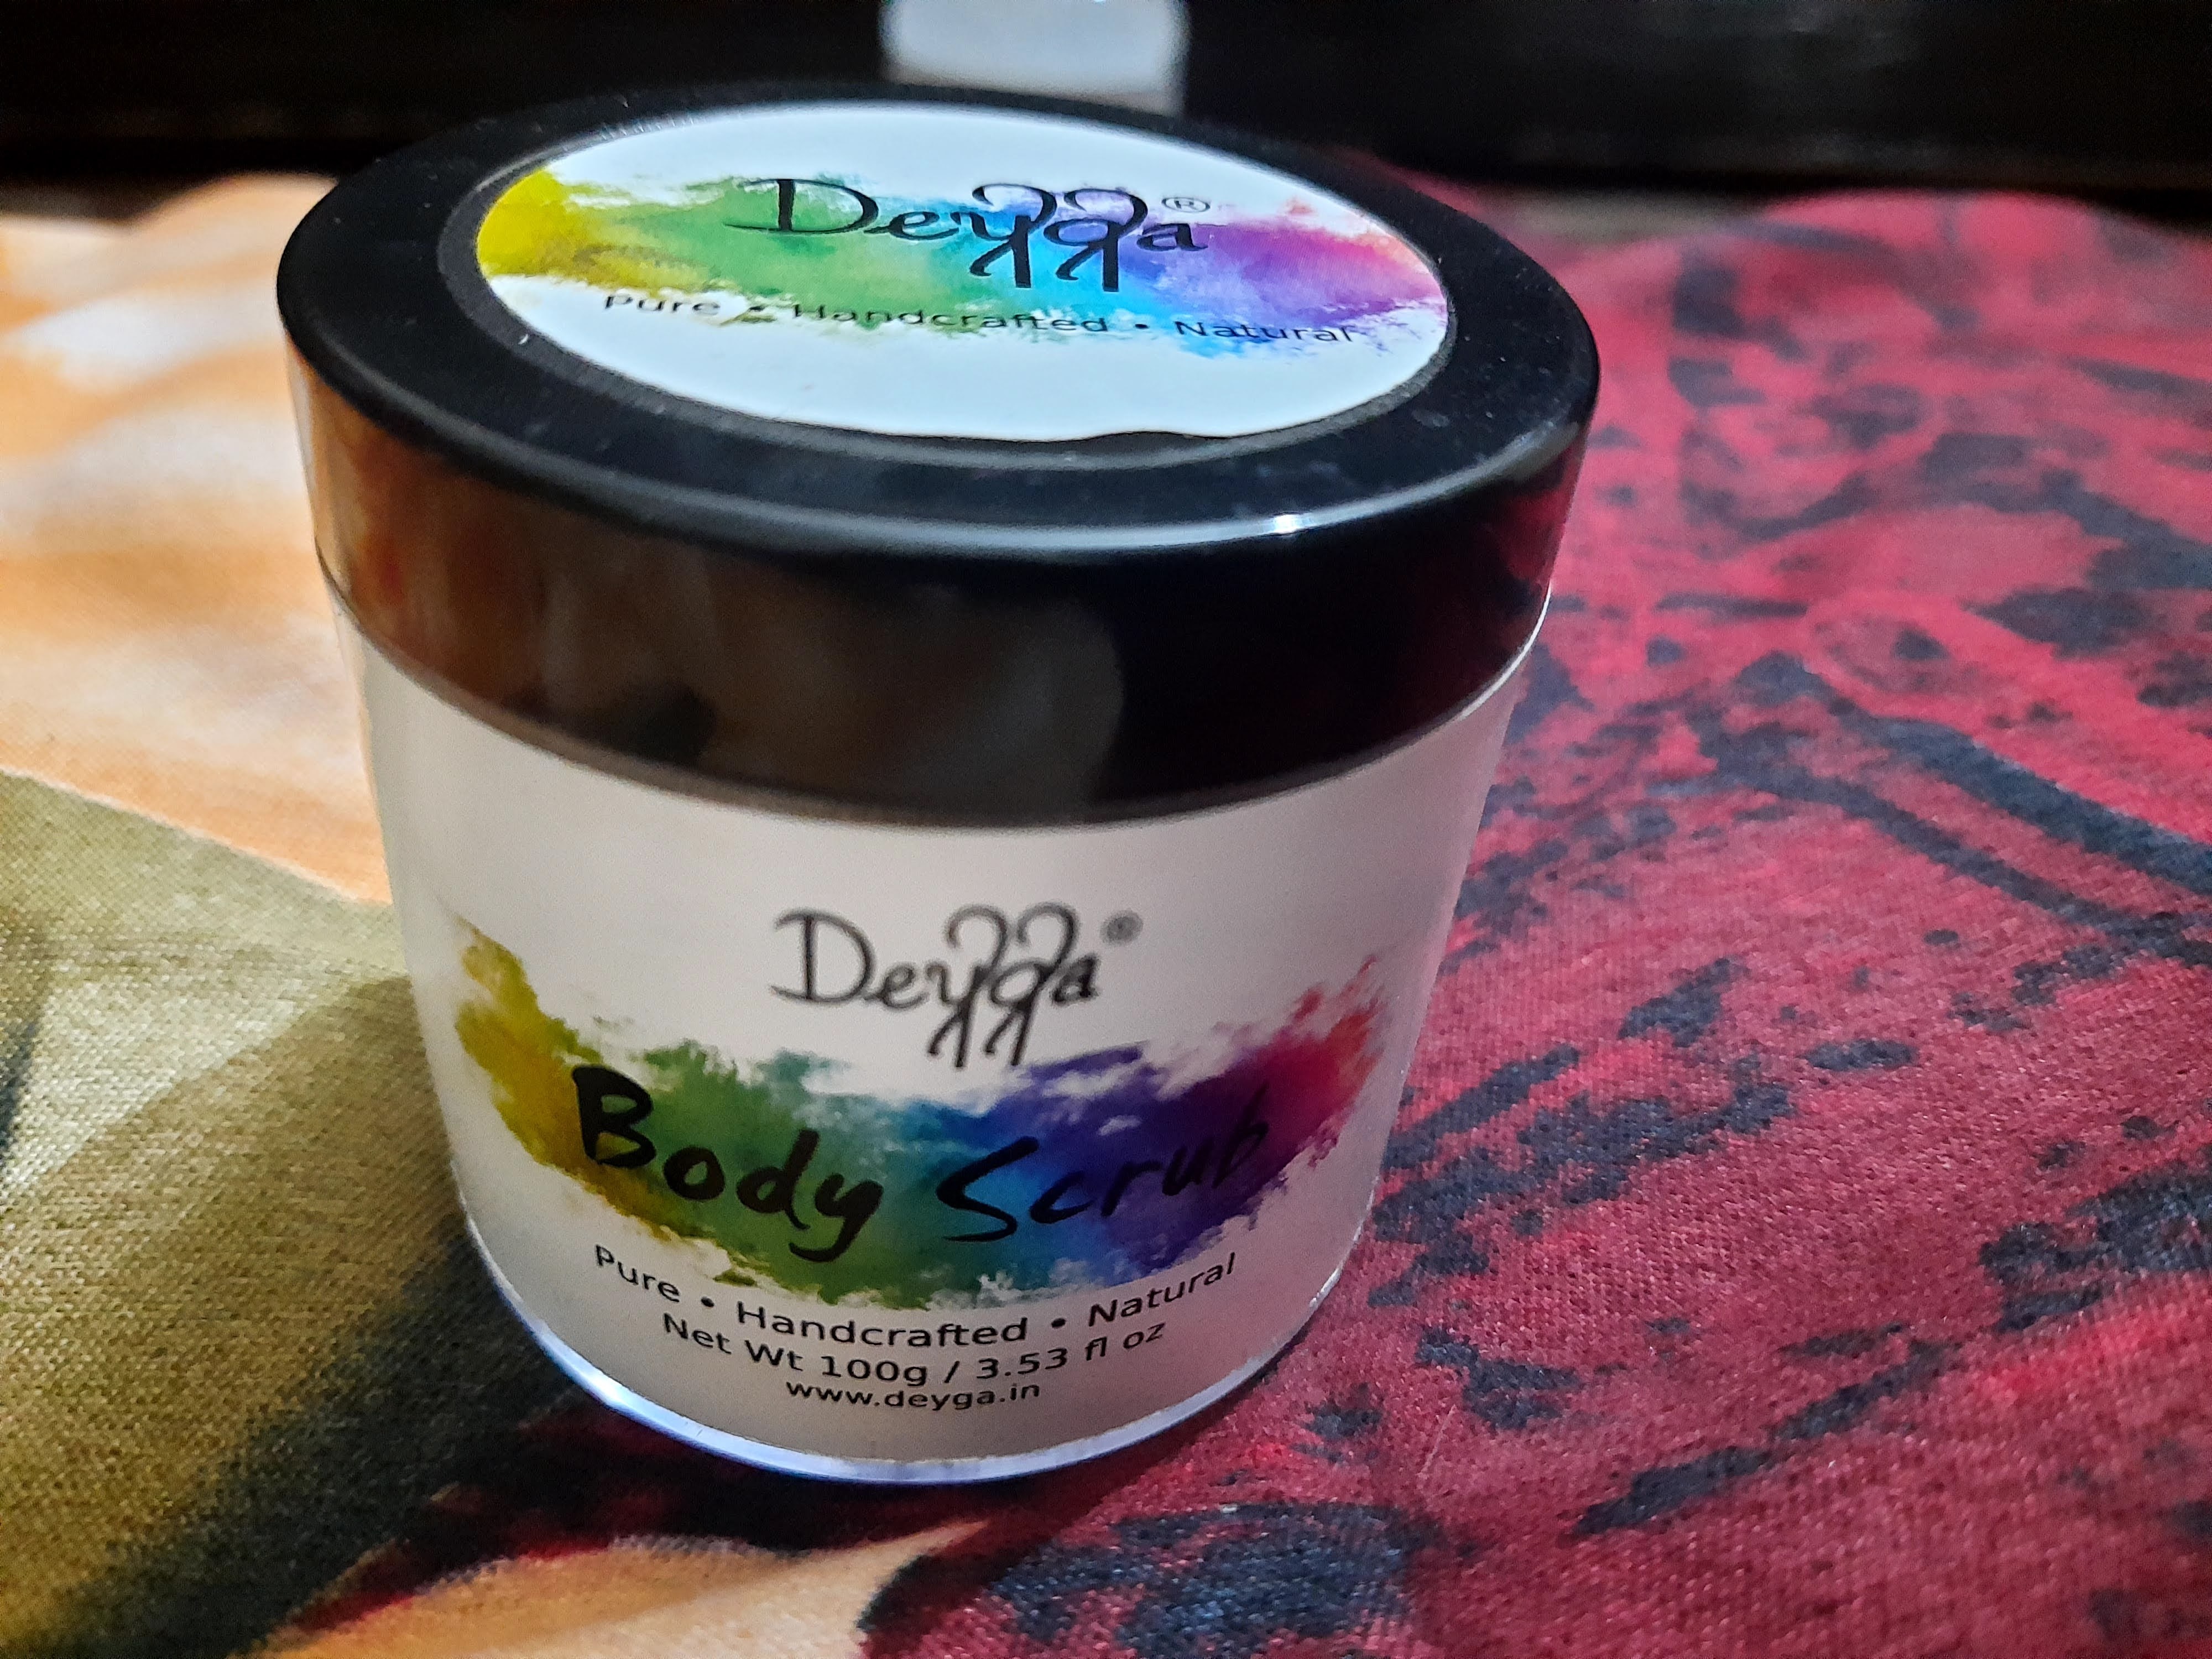 Deyga®
Pure • Handcrafted • Natural
Deyga®
Body Scrub
Pure • Handcrafted • Natural
Net Wt 100g / 3.53 fl oz
www.deyga.in